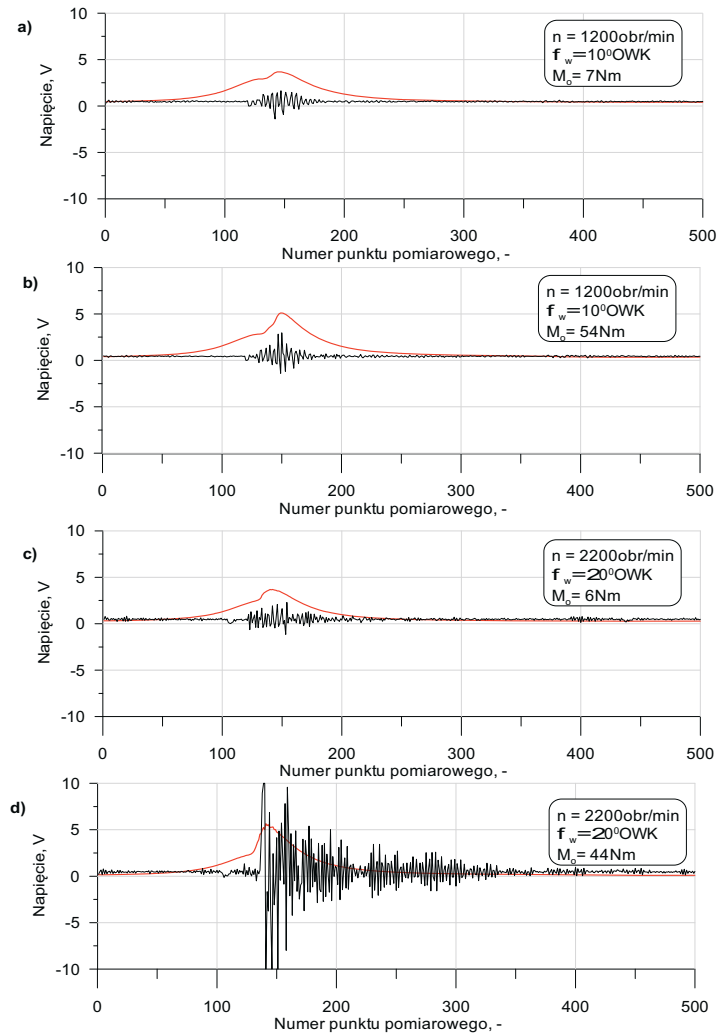 a)
10
5
0
-5
-10
Napięcie, V
n = 1200obr/min
f w=10⁰OWK
Mo= 7Nm
0 100 200 300 400 500
Numer punktu pomiarowego, -
b)
10
5
0
-5
-10
Napięcie, V
n = 1200obr/min
f w=10⁰OWK
Mo= 54Nm
0 100 200 300 400 500
Numer punktu pomiarowego, -
c)
10
5
0
-5
-10
Napięcie, V
n = 2200obr/min
f w=20⁰OWK
Mo= 6Nm
0 100 200 300 400 500
Numer punktu pomiarowego, -
d)
10
5
0
-5
-10
Napięcie, V
n = 2200obr/min
f w=20⁰OWK
Mo= 44Nm
0 100 200 300 400 500
Numer punktu pomiarowego, -